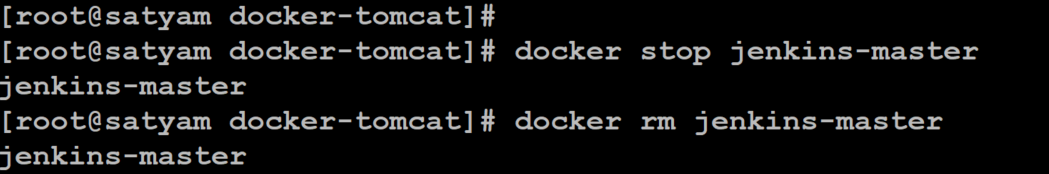 [root@satyam docker-tomcat]#
[root@satyam docker-tomcat]# docker stop jenkins-master
jenkins-master
[root@satyam docker-tomcat]# docker rm jenkins-master
jenkins-master